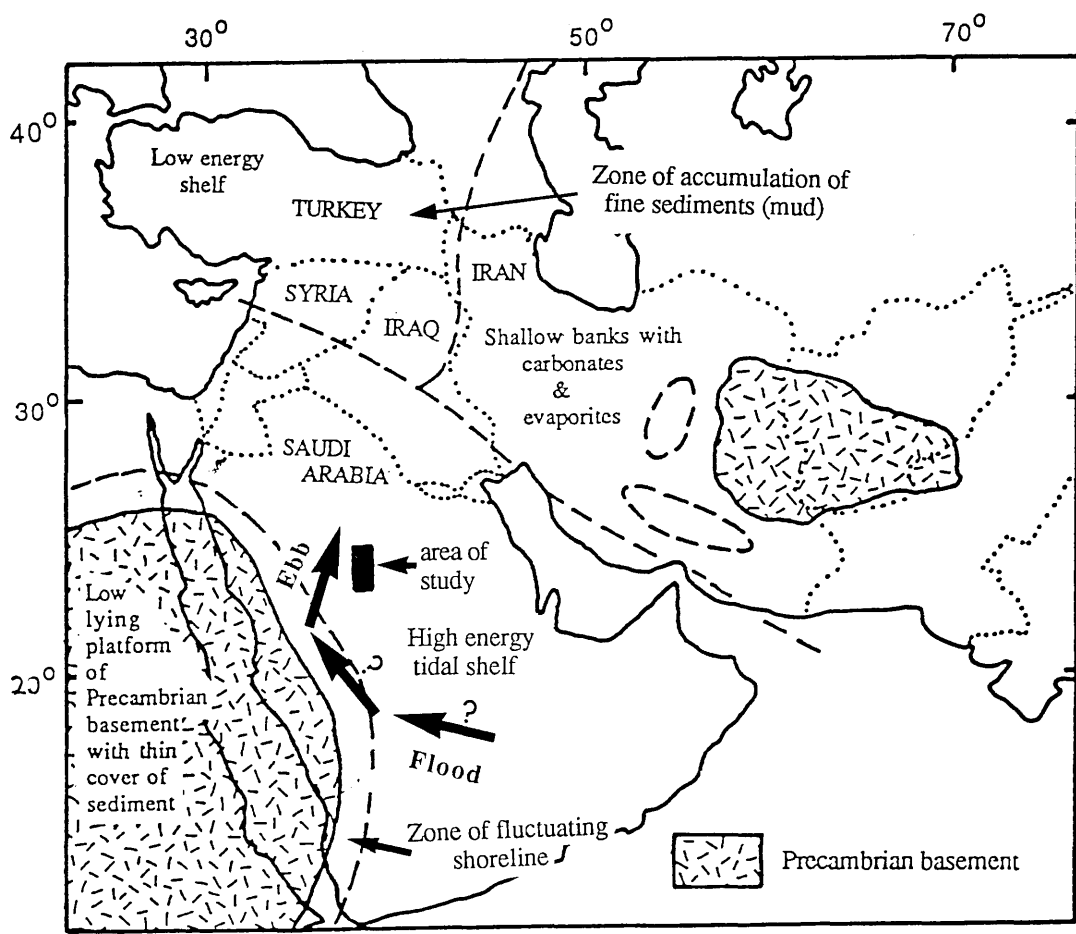 30°
50°
70°
40°
30°
20°
Low energy
shelf
TURKEY
Zone of accumulation of
fine sediments (mud)
IRAN
SYRIA
IRAQ
Shallow banks with
carbonates
&
evaporites
SAUDI
ARABIA
Ebb
area of
study
Low
lying
platform
of
Precambrian
basement
with thin
cover of
sediment
High energy
tidal shelf
?
?
Flood
Zone of fluctuating
shoreline
Precambrian basement